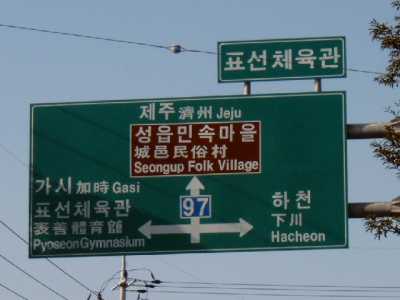 표선체육관
제주 濟州 Jeju
성읍민속마을
城邑民俗村
Seongup Folk Village
가시 加時 Gasi
표선체육관
表善體育館
PyoseonGymnasium
97
하천
下川
Hacheon